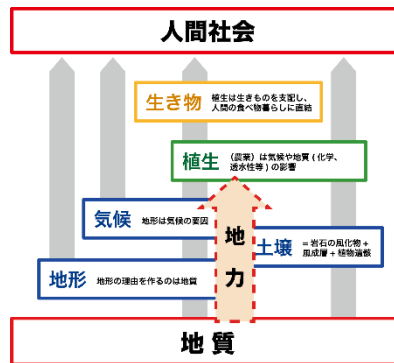 人間社会
生き物 植生は生きものを支配し、
人間の食べ物暮らしに直結
植生 （農業）は気候や地質(化学、
透水性等)の影響
気候 地形は気候の要因
地力
土壌 =岩石の風化物+
風成層+植物遺骸
地形 地形の理由を作るのは地質
地質